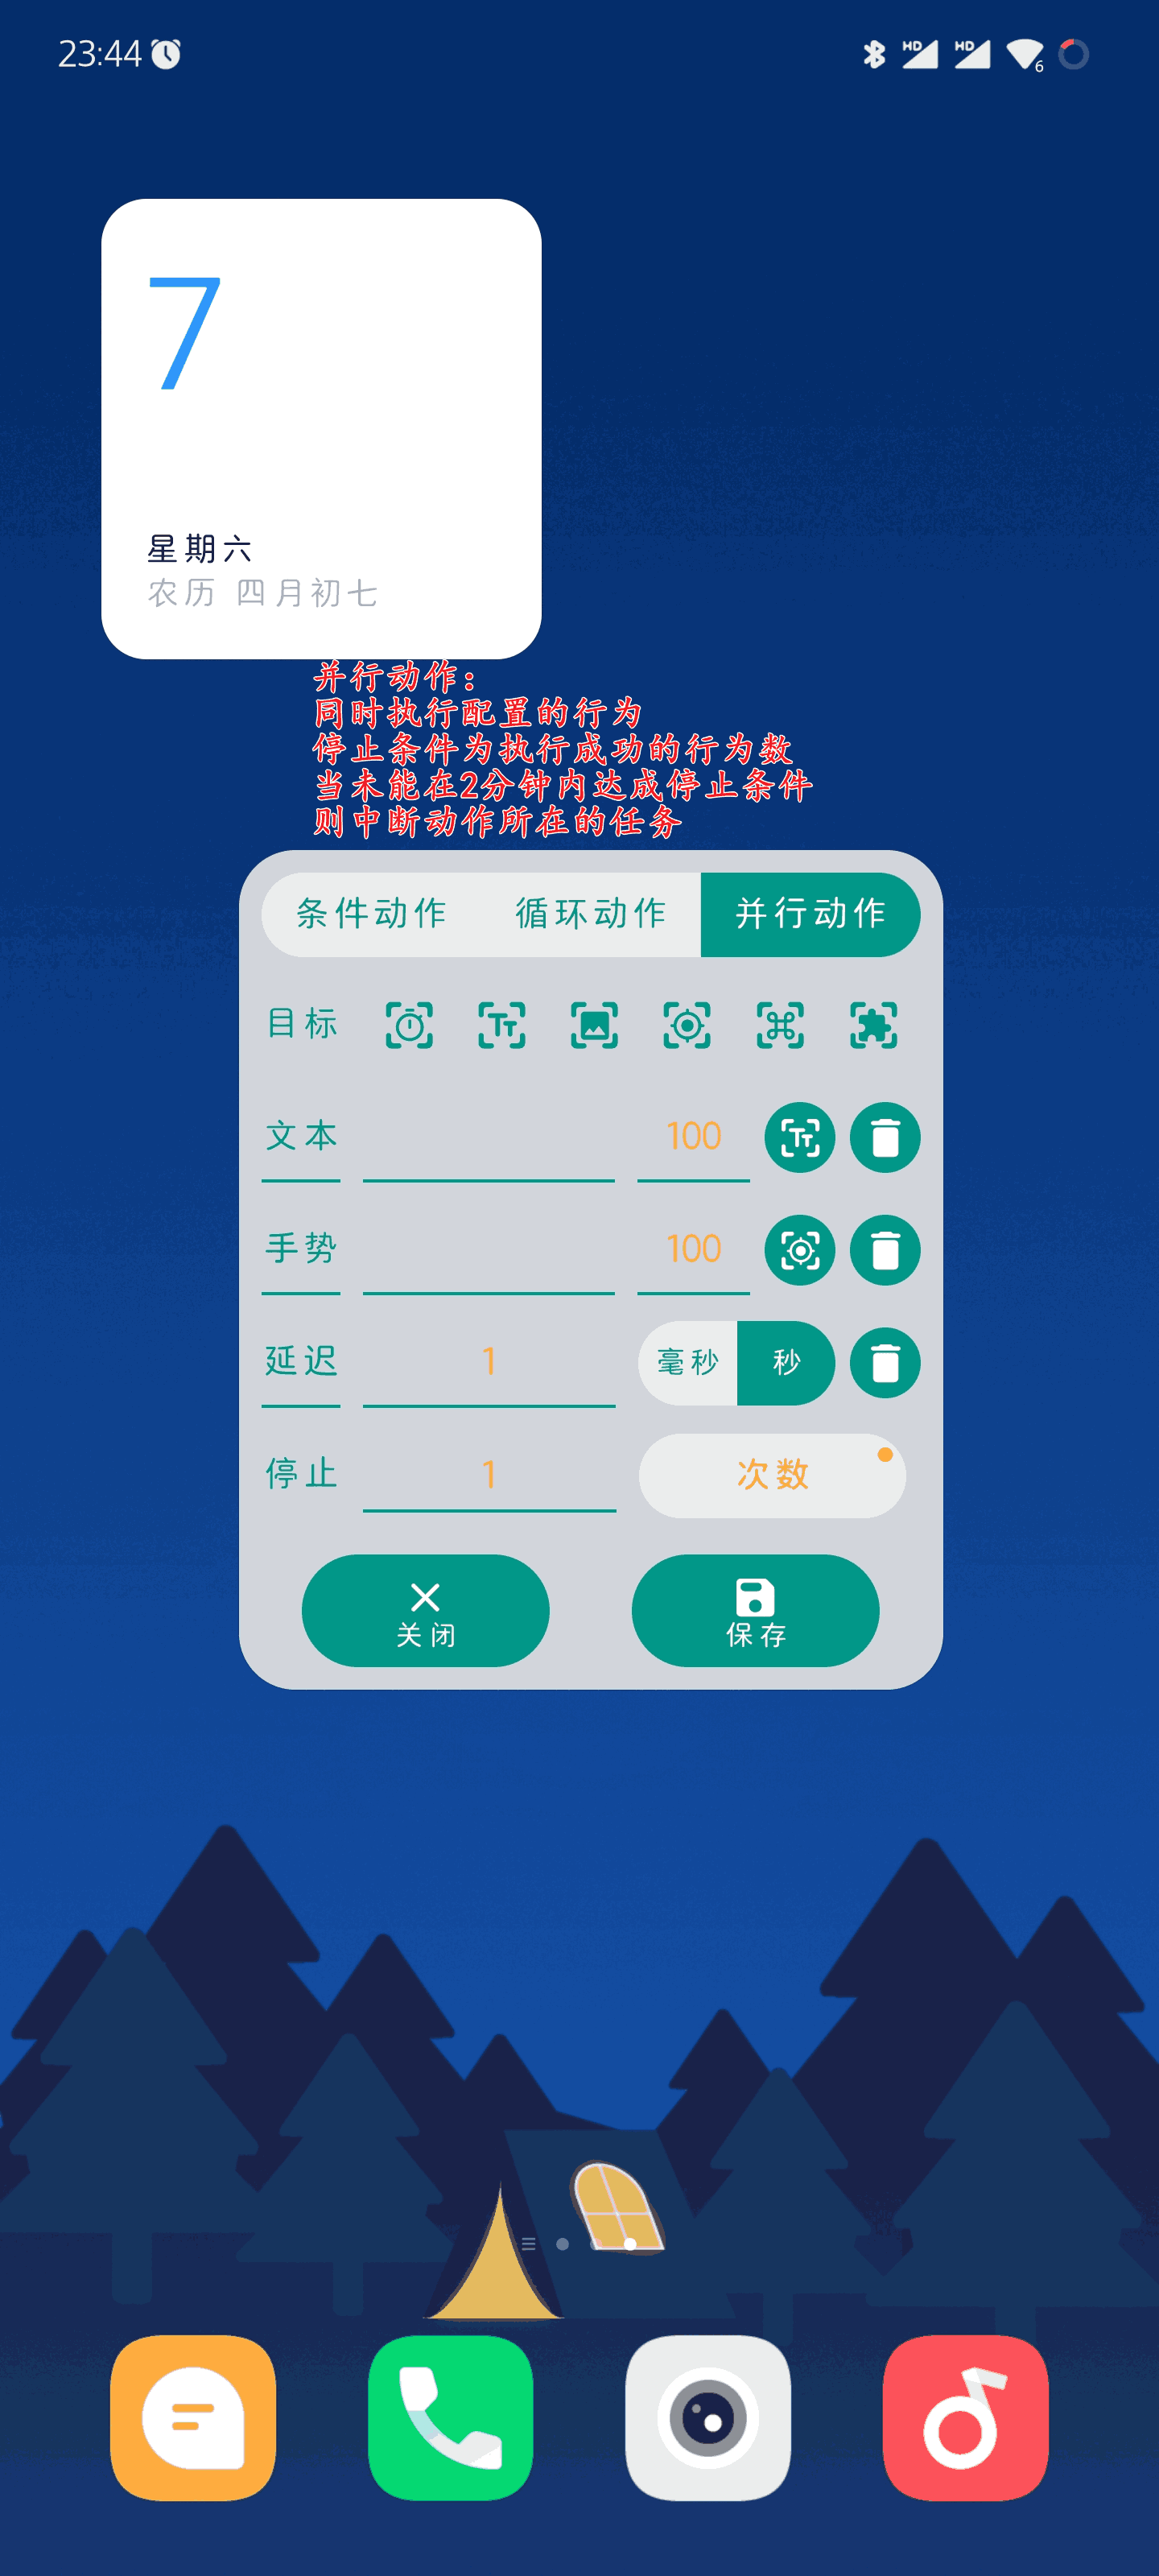 23:44
HD HD 6
7
星期六
农历 四月初七
并行动作：
同时执行配置的行为
停止条件为执行成功的行为数
当未能在2分钟内达成停止条件
则中断动作所在的任务
条件动作 循环动作 并行动作
目标
文本 100
手势 100
延迟 1 毫秒 秒
停止 1 次数
关闭 保存